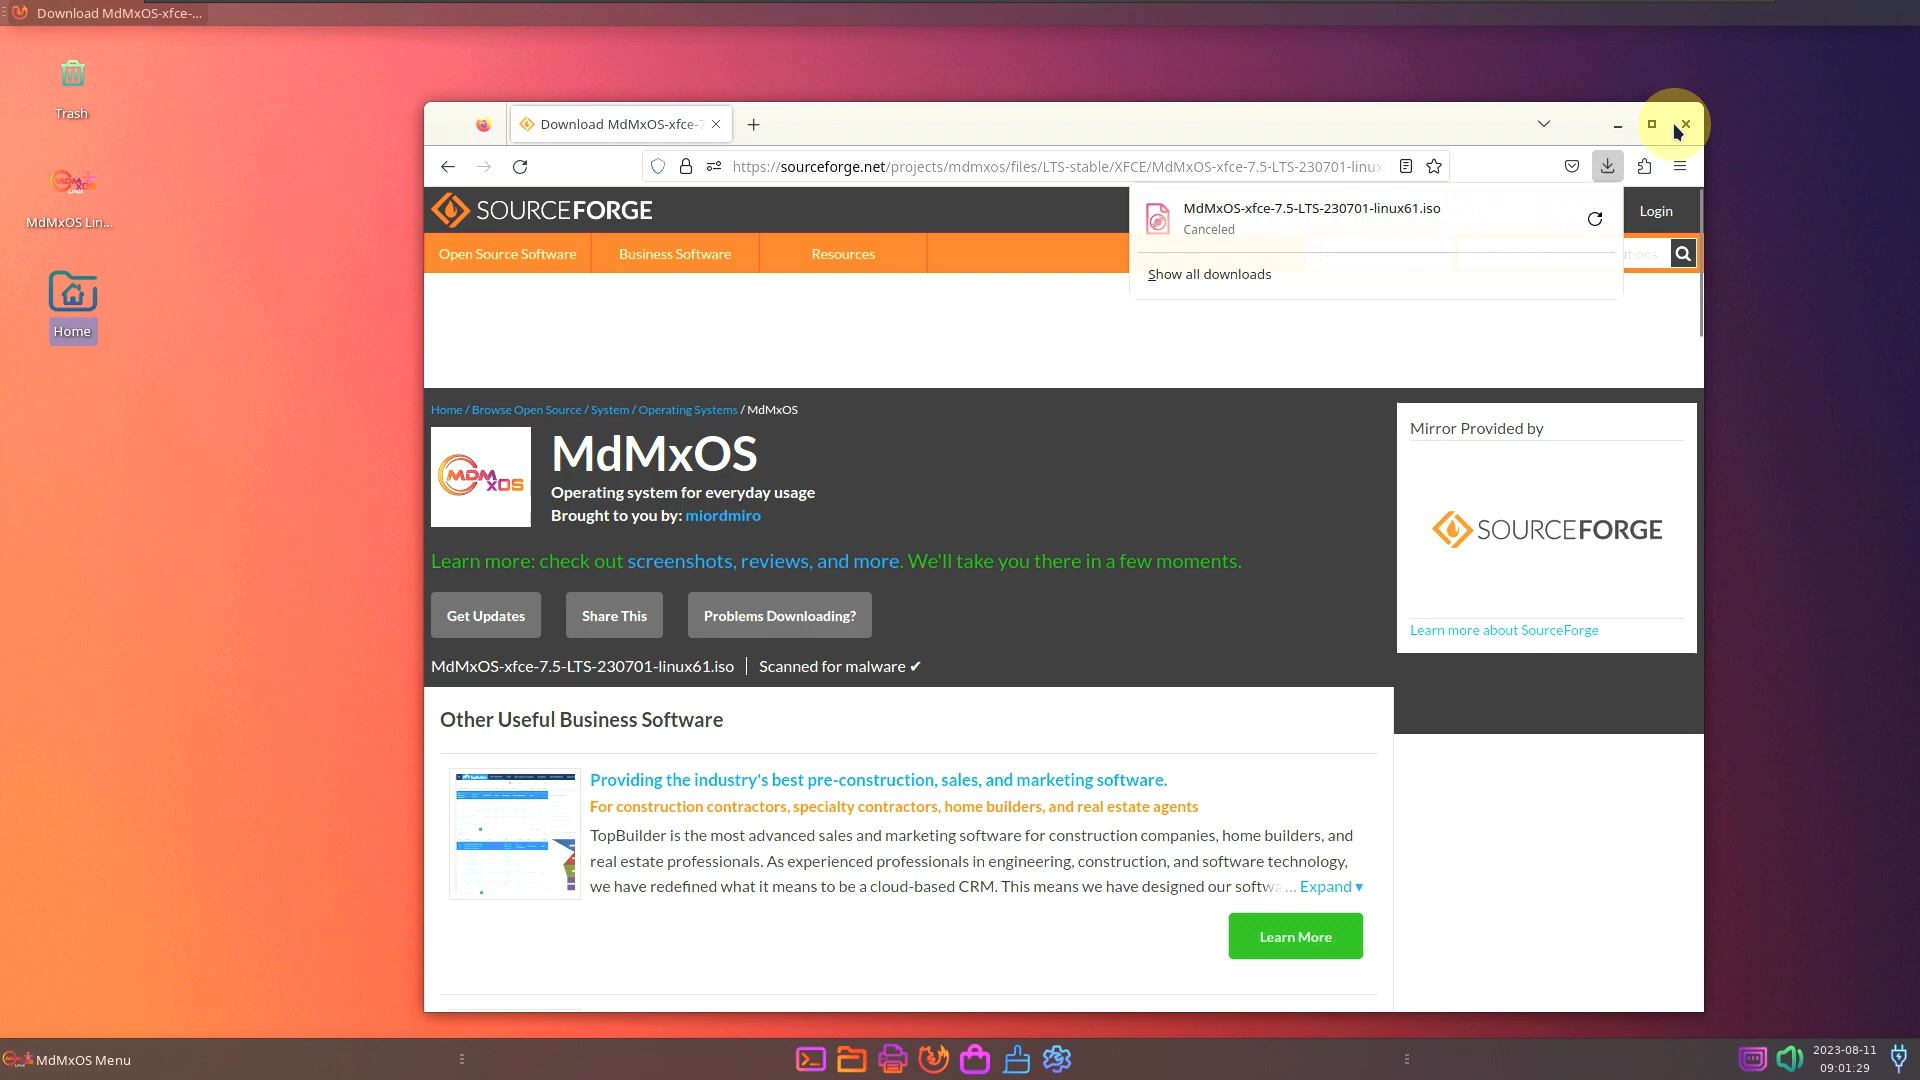 Download MdMxOS-xfce-...
Trash
MdMxOS Lin...
Home
Download MdMxOS-xfce-7
https://sourceforge.net/projects/mdmxos/files/LTS-stable/XFCE/MdMxOS-xfce-7.5-LTS-230701-linux
SOURCEFORGE
MdMxOS-xfce-7.5-LTS-230701-linux61.iso
Canceled
Show all downloads
Login
Open Source Software
Business Software
Resources
Home / Browse Open Source / System / Operating Systems / MdMxOS
MDM
XOS
MdMxOS
Operating system for everyday usage
Brought to you by: miordmiro
Learn more: check out screenshots, reviews, and more. We'll take you there in a few moments.
Get Updates
Share This
Problems Downloading?
MdMxOS-xfce-7.5-LTS-230701-linux61.iso
Scanned for malware ✔
Mirror Provided by
SOURCEFORGE
Learn more about SourceForge
Other Useful Business Software
Providing the industry's best pre-construction, sales, and marketing software.
For construction contractors, specialty contractors, home builders, and real estate agents
TopBuilder is the most advanced sales and marketing software for construction companies, home builders, and
real estate professionals. As experienced professionals in engineering, construction, and software technology,
we have redefined what it means to be a cloud-based CRM. This means we have designed our softwa... Expand ▾
Learn More
MdMxOS Menu
2023-08-11
09:01:29